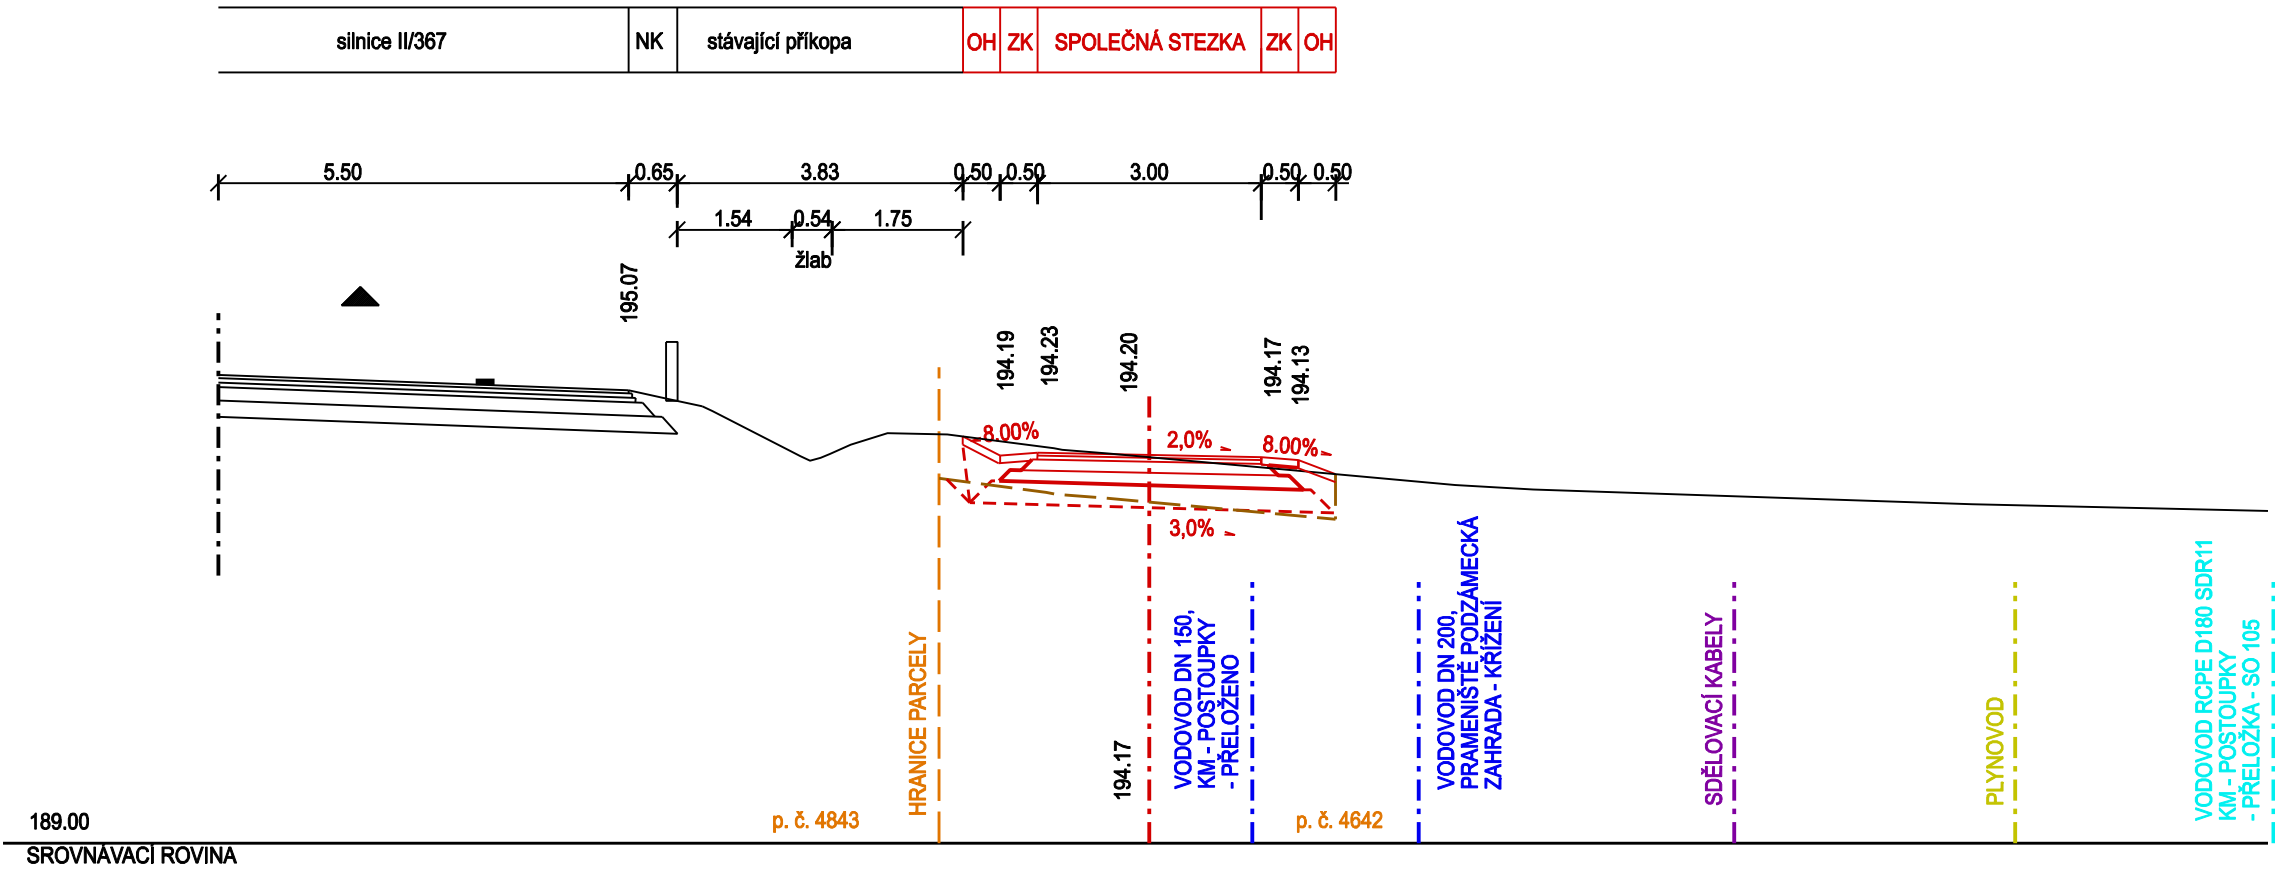 silnice II/367
NK
stávající příkopa
OH
ZK
SPOLEČNÁ STEZKA
ZK
OH
5.50
0.65
3.83
0.50
0.50
3.00
0.50
0.50
1.54
0.54
1.75
žlab
195.07
194.19
194.23
194.20
194.17
194.13
8.00%
2,0%
8.00%
3,0%
HRANICE PARCELY
194.17
VODOVOD DN 150,
KM - POSTOUPKY
- PŘELOŽENO
VODOVOD DN 200,
PRAMENIŠTĚ PODZÁMECKÁ
ZAHRADA - KŘÍŽENÍ
SDĚLOVACÍ KABELY
PLYNOVOD
VODOVOD RCPE D180 SDR11
KM - POSTOUPKY
- PŘELOŽKA - SO 105
p. č. 4843
p. č. 4642
189.00
SROVNÁVACÍ ROVINA